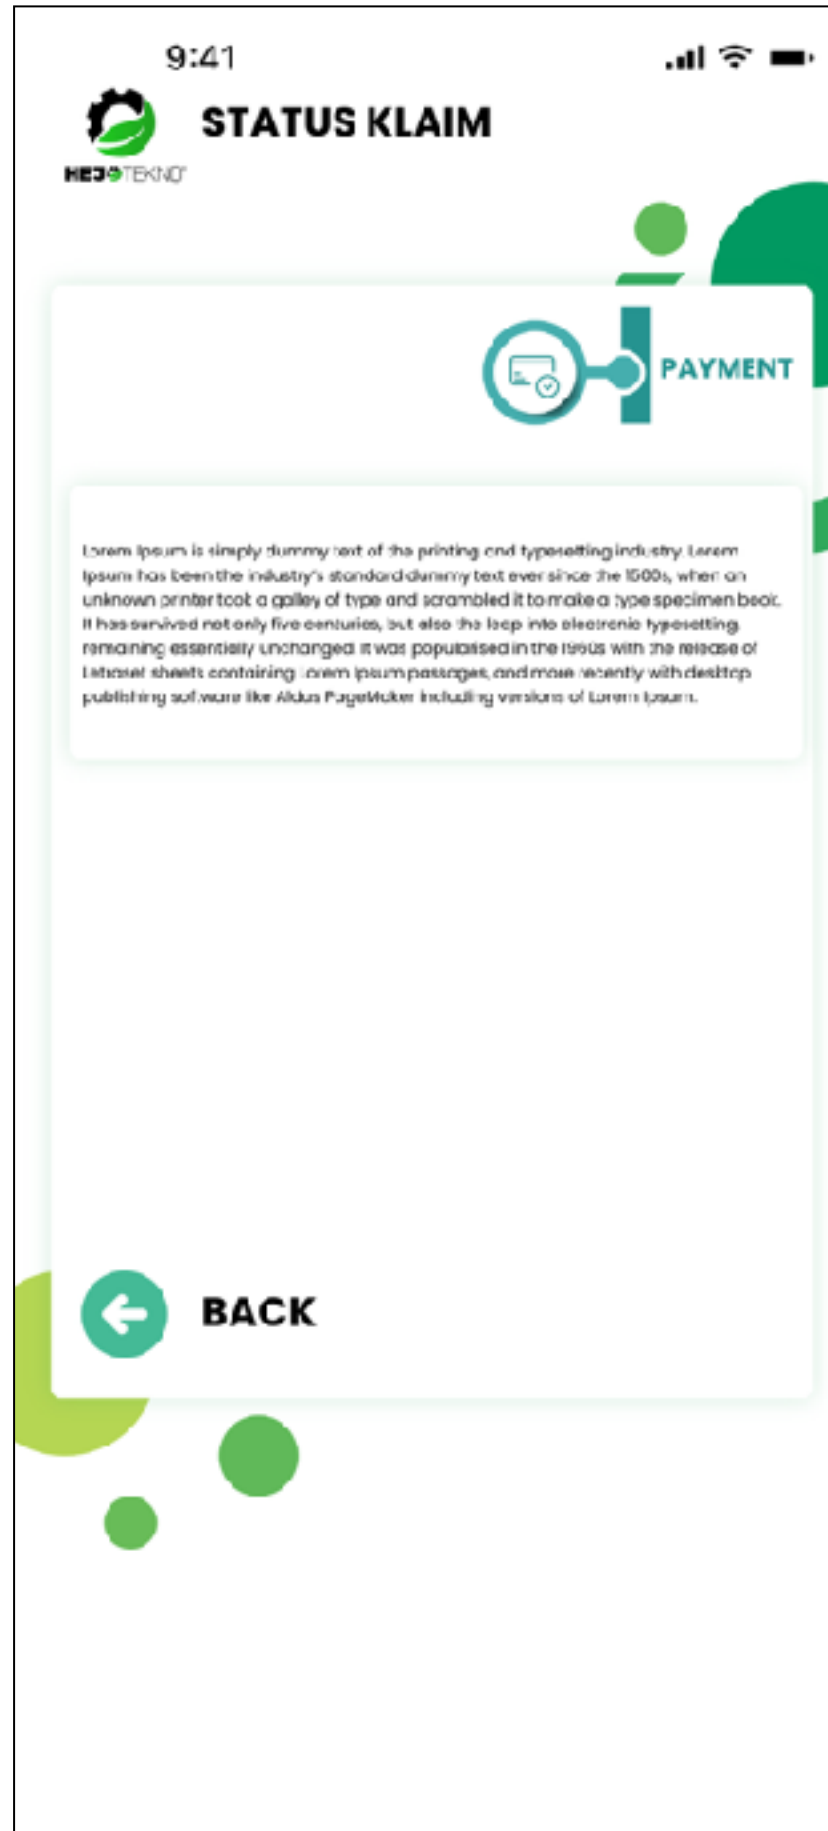 9:41
STATUS KLAIM
HEJOTEKNO
PAYMENT
Lorem Ipsum is simply dummy text of the printing and typesetting industry. Lorem
Ipsum has been the industry's standard dummy text ever since the 1500s, when an
unknown printer took a galley of type and scrambled it to make a type specimen book.
It has survived not only five centuries, but also the leap into electronic typesetting,
remaining essentially unchanged. It was popularised in the 1960s with the release of
Letraset sheets containing Lorem Ipsum passages, and more recently with desktop
publishing software like Aldus PageMaker including versions of Lorem Ipsum.
BACK